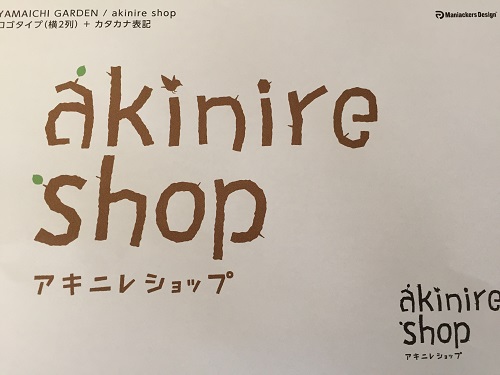 YAMAICHI GARDEN / akinire shop
ロゴタイプ(横2列) + カタカナ表記
Maniackers Design
akinire
shop
アキニレショップ
akinire
shop
アキニレショップ